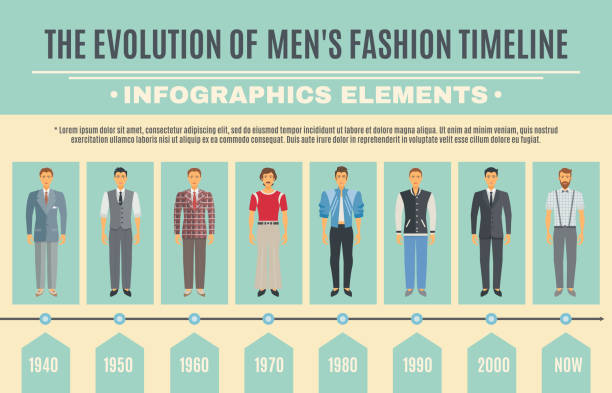 THE EVOLUTION OF MEN'S FASHION TIMELINE
• INFOGRAPHICS ELEMENTS •
* Lorem ipsum dolor sit amet, consectetur adipiscing elit, sed do eiusmod tempor incididunt ut labore et dolore magna aliqua. Ut enim ad minim veniam, quis nostrud
exercitation ullamco laboris nisi ut aliquip ex ea commodo consequat. Duis aute irure dolor in reprehenderit in voluptate velit esse cillum dolore eu fugiat.
1940 1950 1960 1970 1980 1990 2000 NOW